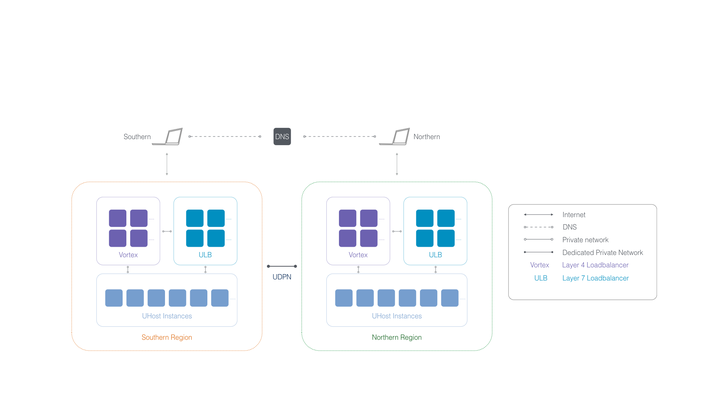 Southern
DNS
Northern
Vortex
ULB
UHost Instances
Southern Region
UDPN
Vortex
ULB
UHost Instances
Northern Region
Internet
DNS
Private network
Dedicated Private Network
Vortex Layer 4 Loadbalancer
ULB Layer 7 Loadbalancer